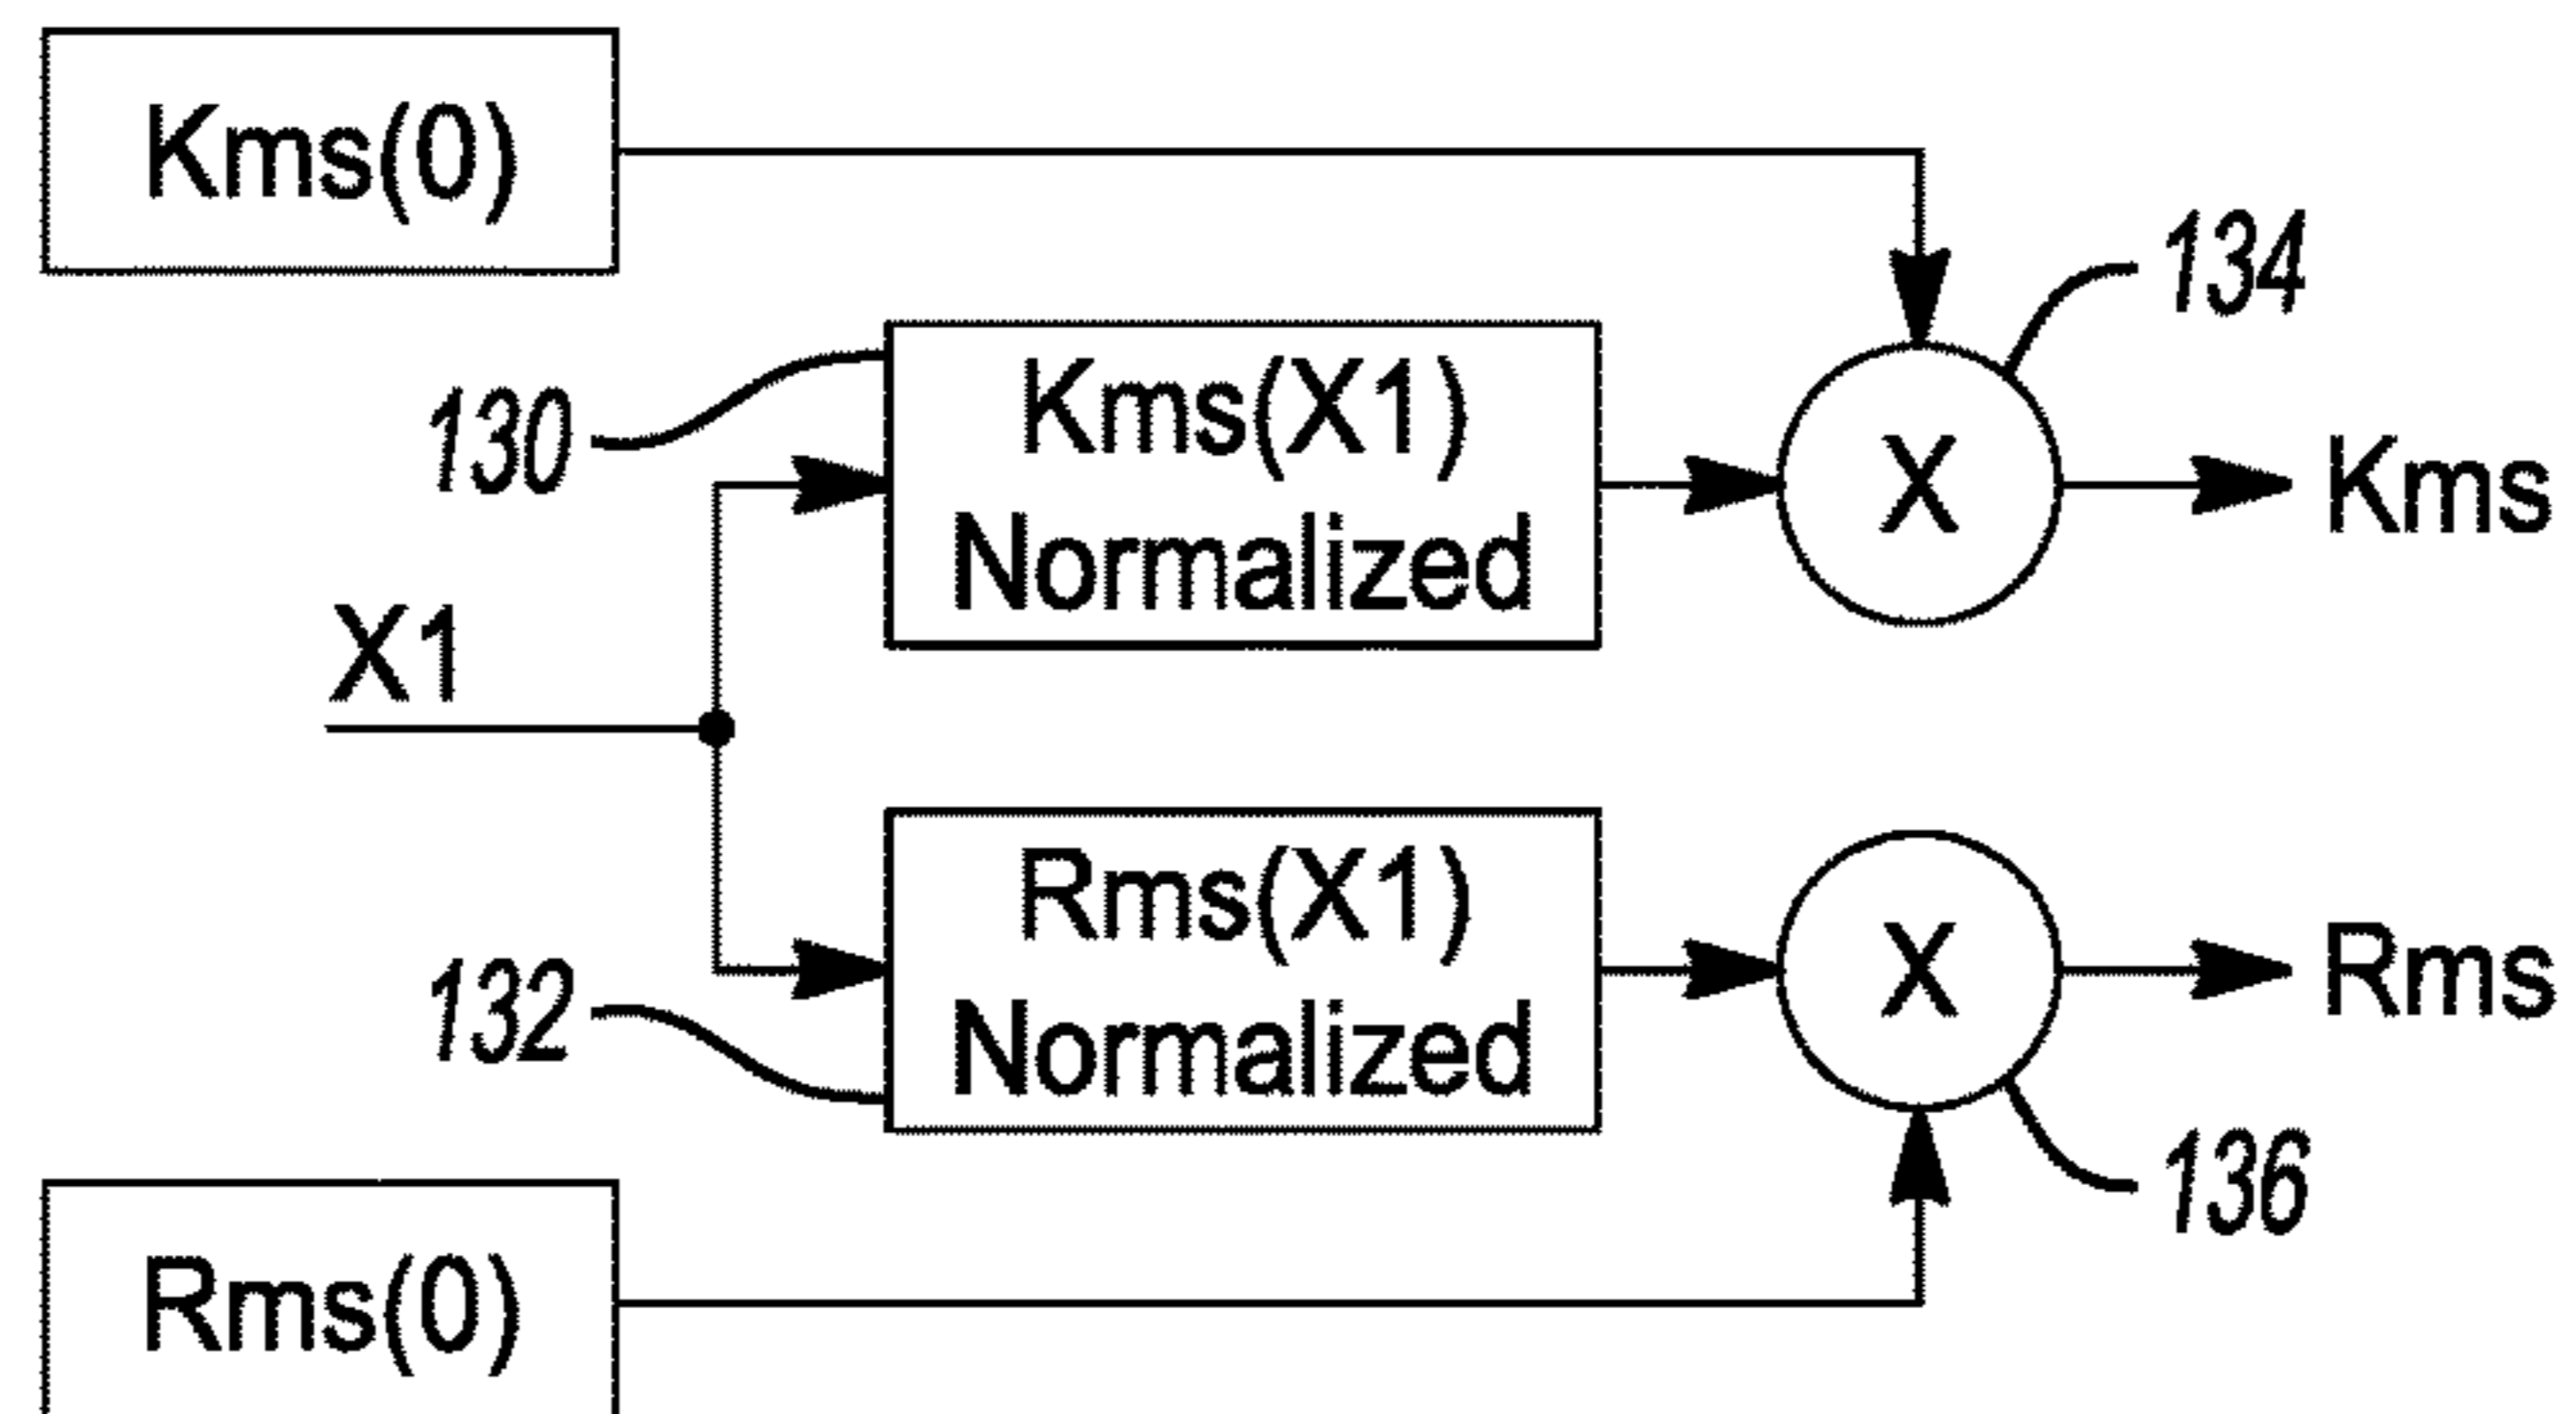 Kms(0)
134
130
Kms(X1)
Normalized
X
Kms
X1
132
Rms(X1)
Normalized
X
Rms
136
Rms(0)